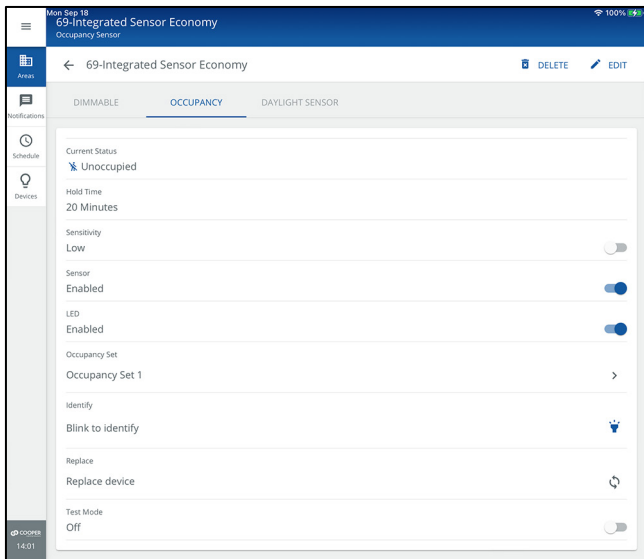 Mon Sep 18
100%
69-Integrated Sensor Economy
Occupancy Sensor
69-Integrated Sensor Economy
DELETE
EDIT
Areas
Notifications
Schedule
Devices
DIMMABLE
OCCUPANCY
DAYLIGHT SENSOR
Current Status
Unoccupied
Hold Time
20 Minutes
Sensitivity
Low
Sensor
Enabled
LED
Enabled
Occupancy Set
Occupancy Set 1
Identify
Blink to identify
Replace
Replace device
Test Mode
Off
COOPER
14:01